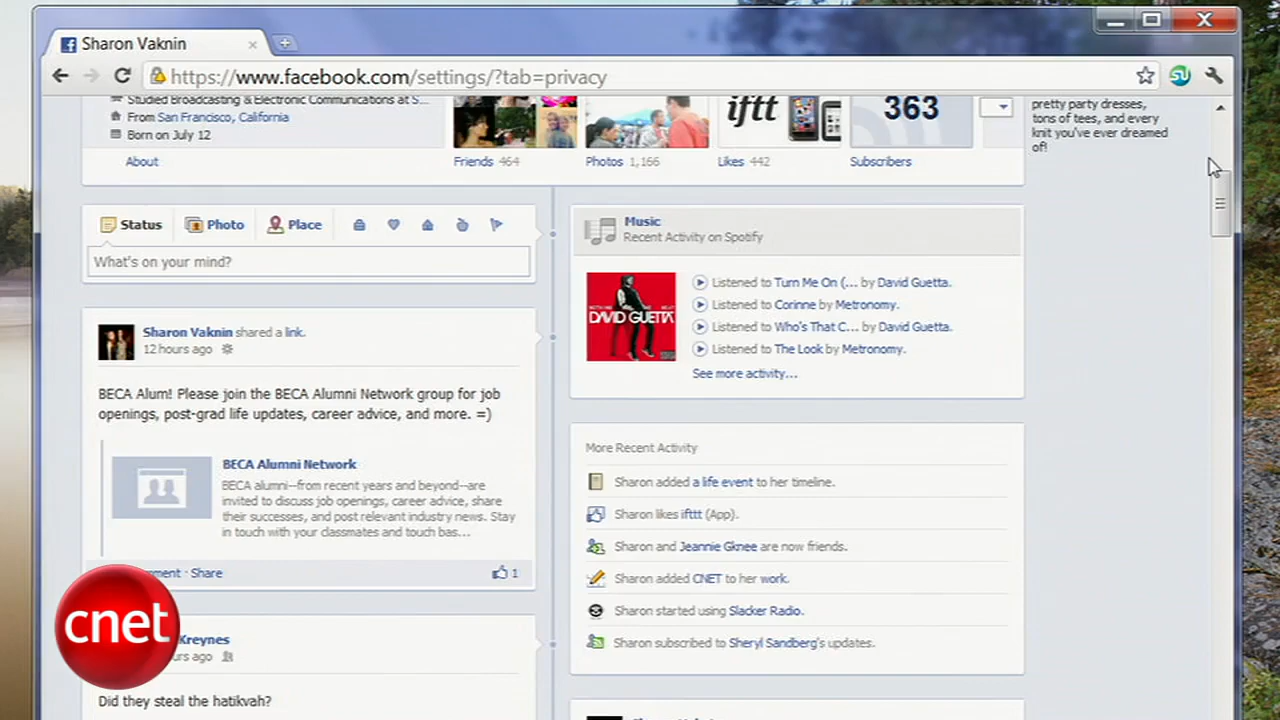 Sharon Vaknin
https://www.facebook.com/settings/?tab=privacy
Studied Broadcasting & Electronic Communications at S...
From San Francisco, California
Born on July 12
About
Friends 464
Photos 1,166
ifttt
Likes 442
363
Subscribers
pretty party dresses,
tons of tees, and every
knit you've ever dreamed
of!
Status
Photo
Place
What's on your mind?
Sharon Vaknin shared a link.
12 hours ago
BECA Alum! Please join the BECA Alumni Network group for job
openings, post-grad life updates, career advice, and more. =)
BECA Alumni Network
BECA alumni--from recent years and beyond--are
invited to discuss job openings, career advice, share
their successes, and post relevant industry news. Stay
in touch with your classmates and touch bas...
Share
1
Kreynes
ago
Did they steal the hatikvah?
cnet
Music
Recent Activity on Spotify
DAVID GUETTA
Listened to Turn Me On (... by David Guetta.
Listened to Corinne by Metronomy.
Listened to Who's That C... by David Guetta.
Listened to The Look by Metronomy.
See more activity...
More Recent Activity
Sharon added a life event to her timeline.
Sharon likes ifttt (App).
Sharon and Jeannie Gknee are now friends.
Sharon added CNET to her work.
Sharon started using Slacker Radio.
Sharon subscribed to Sheryl Sandberg's updates.